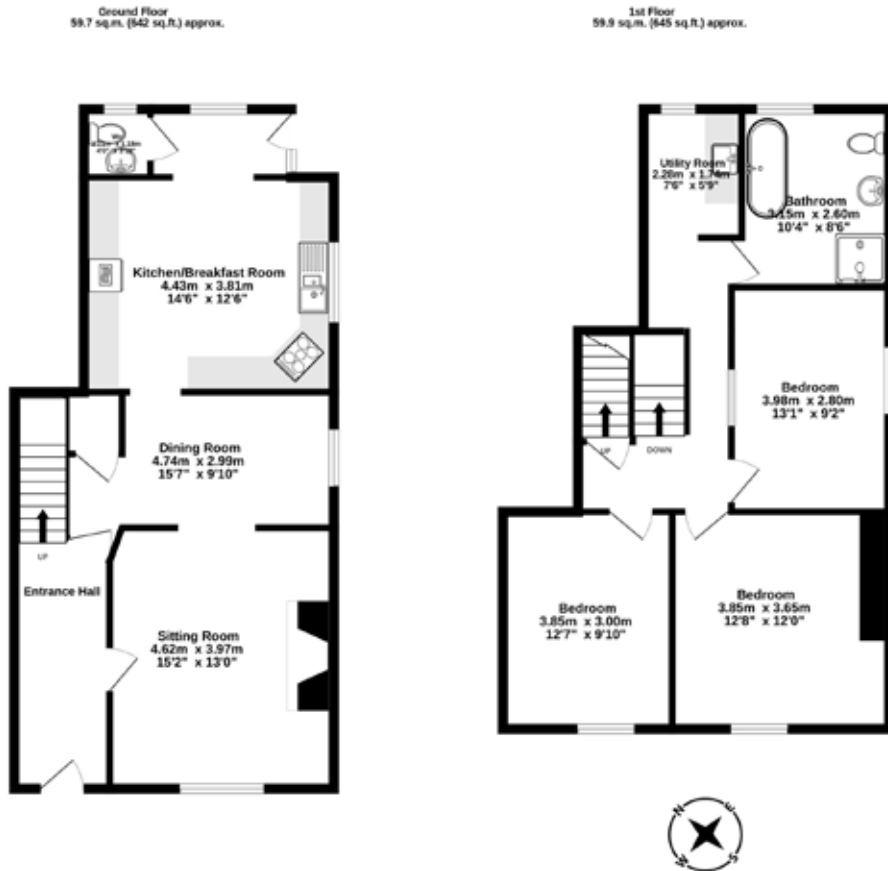 Ground Floor
59.7 sq.m. (642 sq.ft.) approx.
1st Floor
59.9 sq.m. (645 sq.ft.) approx.
Kitchen/Breakfast Room
4.43m x 3.81m
14'6" x 12'6"
Dining Room
4.74m x 2.99m
15'7" x 9'10"
UP
Entrance Hall
Sitting Room
4.62m x 3.97m
15'2" x 13'0"
Utility Room
2.28m x 1.74m
7'6" x 5'9"
Bathroom
3.15m x 2.60m
10'4" x 8'6"
Bedroom
3.98m x 2.80m
13'1" x 9'2"
UP
DOWN
Bedroom
3.85m x 3.00m
12'7" x 9'10"
Bedroom
3.85m x 3.65m
12'8" x 12'0"
N
E
S
W